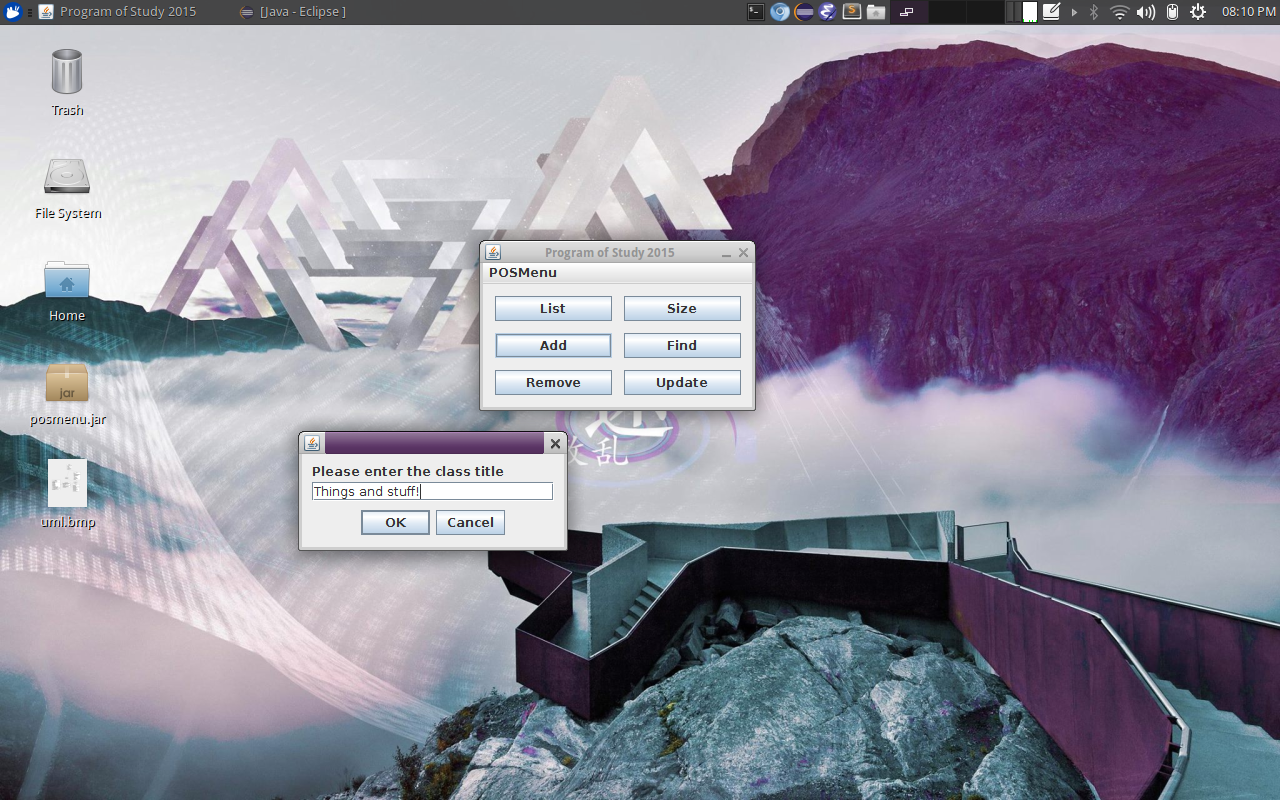 Program of Study 2015
[Java - Eclipse ]
08:10 PM
Trash
File System
Home
jar
posmenu.jar
uml.bmp
Program of Study 2015
POSMenu
List
Size
Add
Find
Remove
Update
散乱
Please enter the class title
Things and stuff!
OK
Cancel